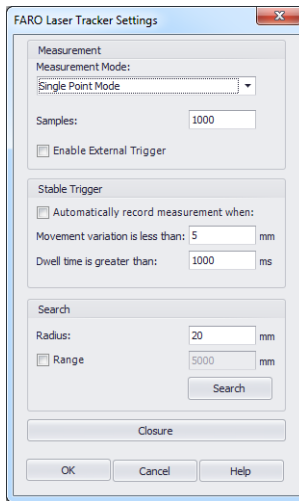 FARO Laser Tracker Settings
Measurement
Measurement Mode:
Single Point Mode
Samples: 1000
Enable External Trigger
Stable Trigger
Automatically record measurement when:
Movement variation is less than: 5 mm
Dwell time is greater than: 1000 ms
Search
Radius: 20 mm
Range 5000 mm
Search
Closure
OK Cancel Help